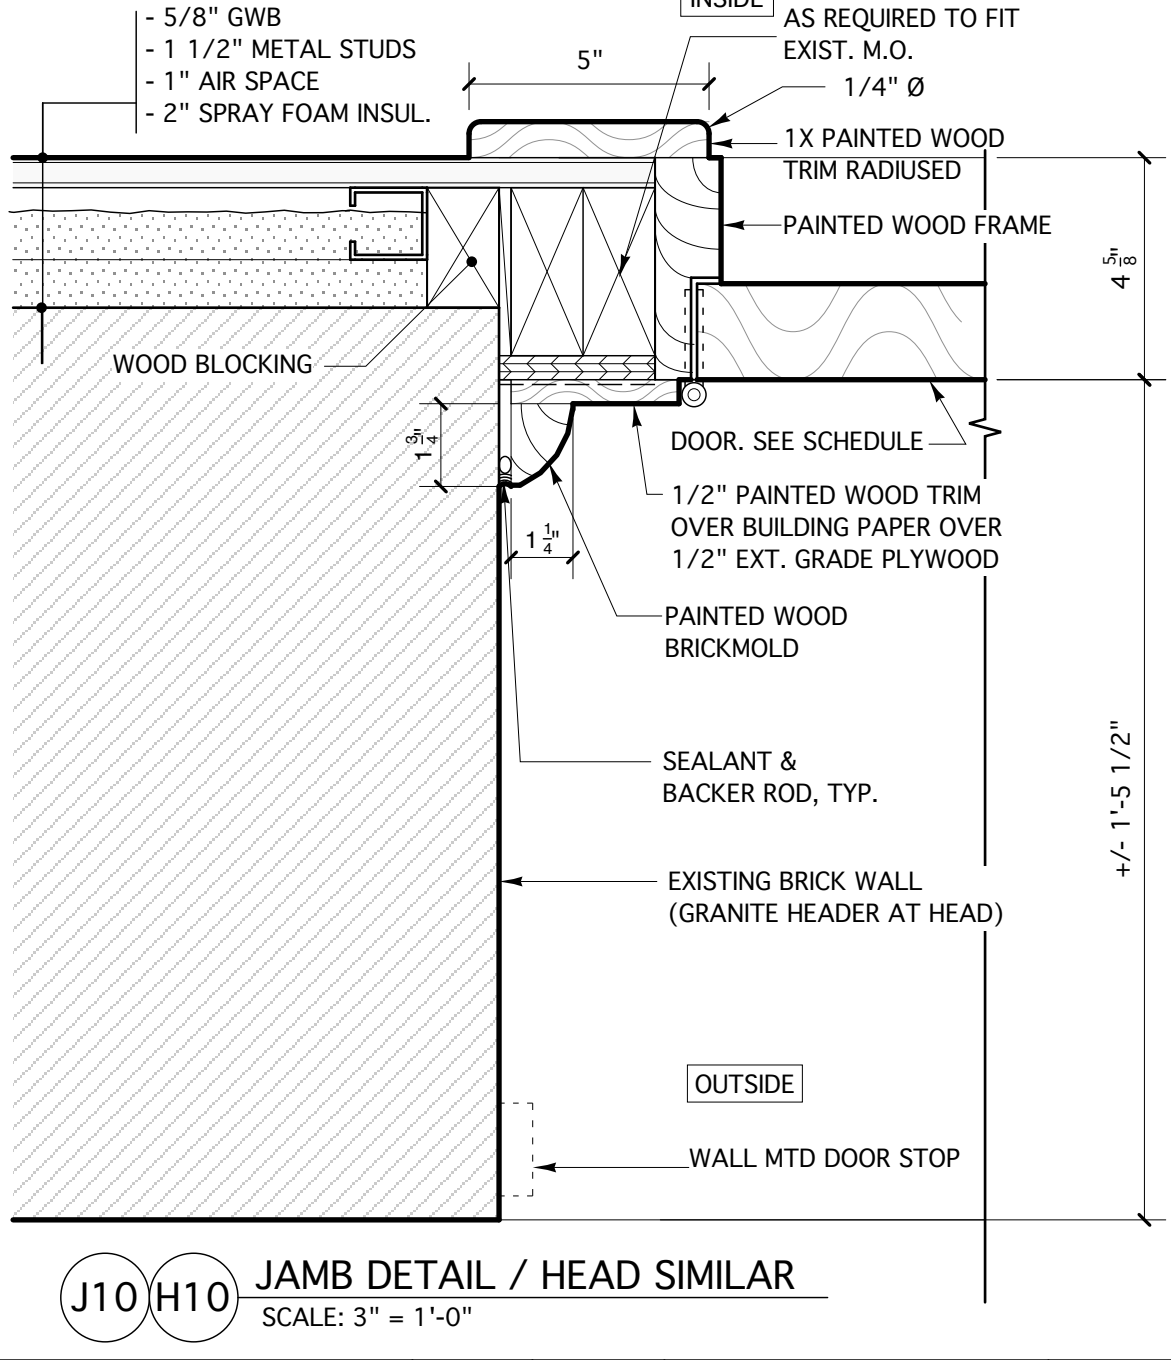 - 5/8" GWB
- 1 1/2" METAL STUDS
- 1" AIR SPACE
- 2" SPRAY FOAM INSUL.
INSIDE
AS REQUIRED TO FIT
EXIST. M.O.
5"
1/4" Ø
1X PAINTED WOOD
TRIM RADIUSED
PAINTED WOOD FRAME
4 5/8"
WOOD BLOCKING
1 3/4"
DOOR. SEE SCHEDULE
1/2" PAINTED WOOD TRIM
OVER BUILDING PAPER OVER
1/2" EXT. GRADE PLYWOOD
1 1/4"
PAINTED WOOD
BRICKMOLD
SEALANT &
BACKER ROD, TYP.
+/- 1'-5 1/2"
EXISTING BRICK WALL
(GRANITE HEADER AT HEAD)
OUTSIDE
WALL MTD DOOR STOP
J10 H10 JAMB DETAIL / HEAD SIMILAR
SCALE: 3" = 1'-0"